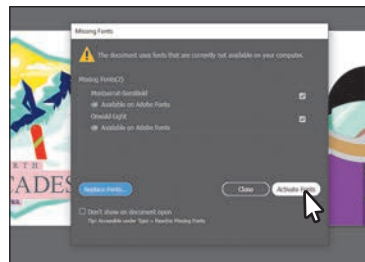 Missing Fonts
The document uses fonts that are currently not available on your computer.
Missing Fonts(2)
Montserrat-SemiBold
Available on Adobe Fonts
Oswald-Light
Available on Adobe Fonts
RTH
CADES
Replace Fonts...
Close
Activate Fonts
Don't show on document open
Tip: Accessible under Type > Resolve Missing Fonts